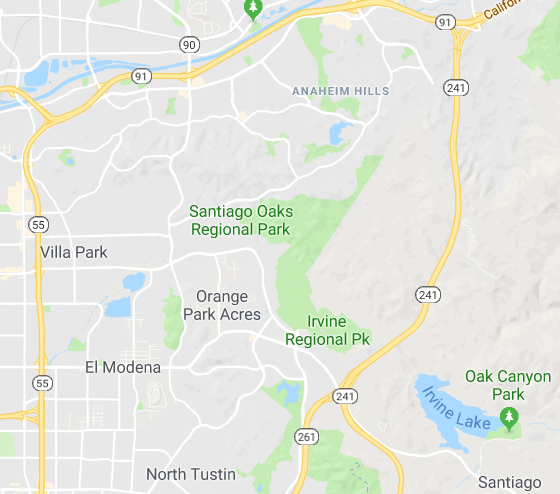 91
Californ
90
91
241
ANAHEIM HILLS
Santiago Oaks
Regional Park
55
Villa Park
241
Orange
Park Acres
Irvine
Regional Pk
El Modena
55
241
Oak Canyon
Park
Irvine Lake
261
North Tustin
Santiago